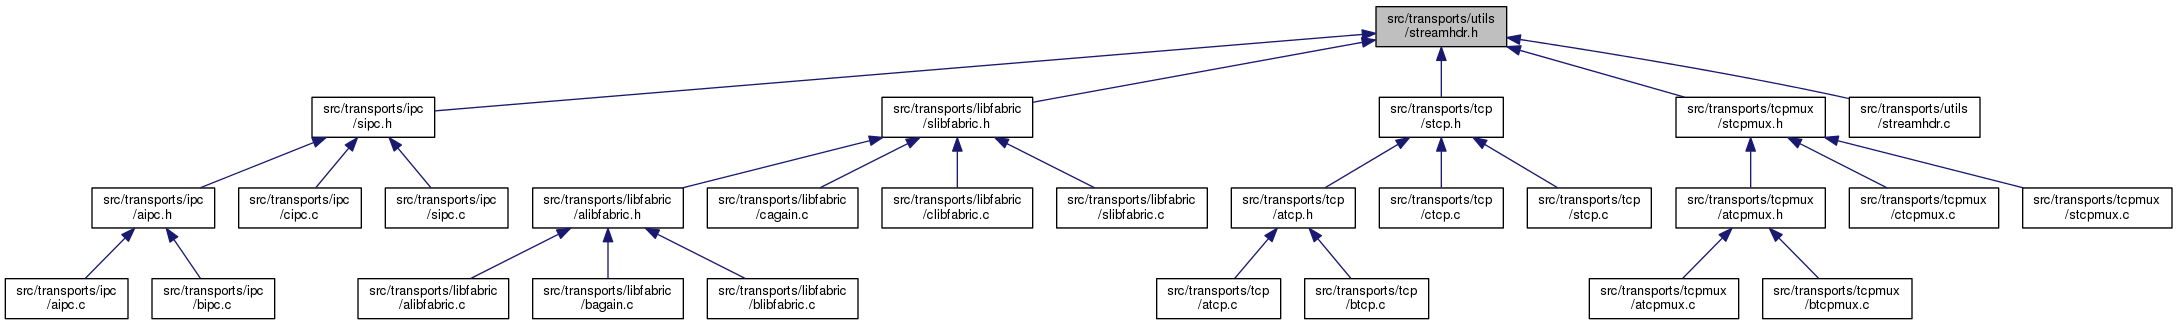 src/transports/utils
/streamhdr.h
src/transports/ipc
/sipc.h
src/transports/libfabric
/slibfabric.h
src/transports/tcp
/stcp.h
src/transports/tcpmux
/stcpmux.h
src/transports/utils
/streamhdr.c
src/transports/ipc
/aipc.h
src/transports/ipc
/cipc.c
src/transports/ipc
/sipc.c
src/transports/libfabric
/alibfabric.h
src/transports/libfabric
/cagain.c
src/transports/libfabric
/clibfabric.c
src/transports/libfabric
/slibfabric.c
src/transports/tcp
/atcp.h
src/transports/tcp
/ctcp.c
src/transports/tcp
/stcp.c
src/transports/tcpmux
/atcpmux.h
src/transports/tcpmux
/ctcpmux.c
src/transports/tcpmux
/stcpmux.c
src/transports/ipc
/aipc.c
src/transports/ipc
/bipc.c
src/transports/libfabric
/alibfabric.c
src/transports/libfabric
/bagain.c
src/transports/libfabric
/blibfabric.c
src/transports/tcp
/atcp.c
src/transports/tcp
/btcp.c
src/transports/tcpmux
/atcpmux.c
src/transports/tcpmux
/btcpmux.c